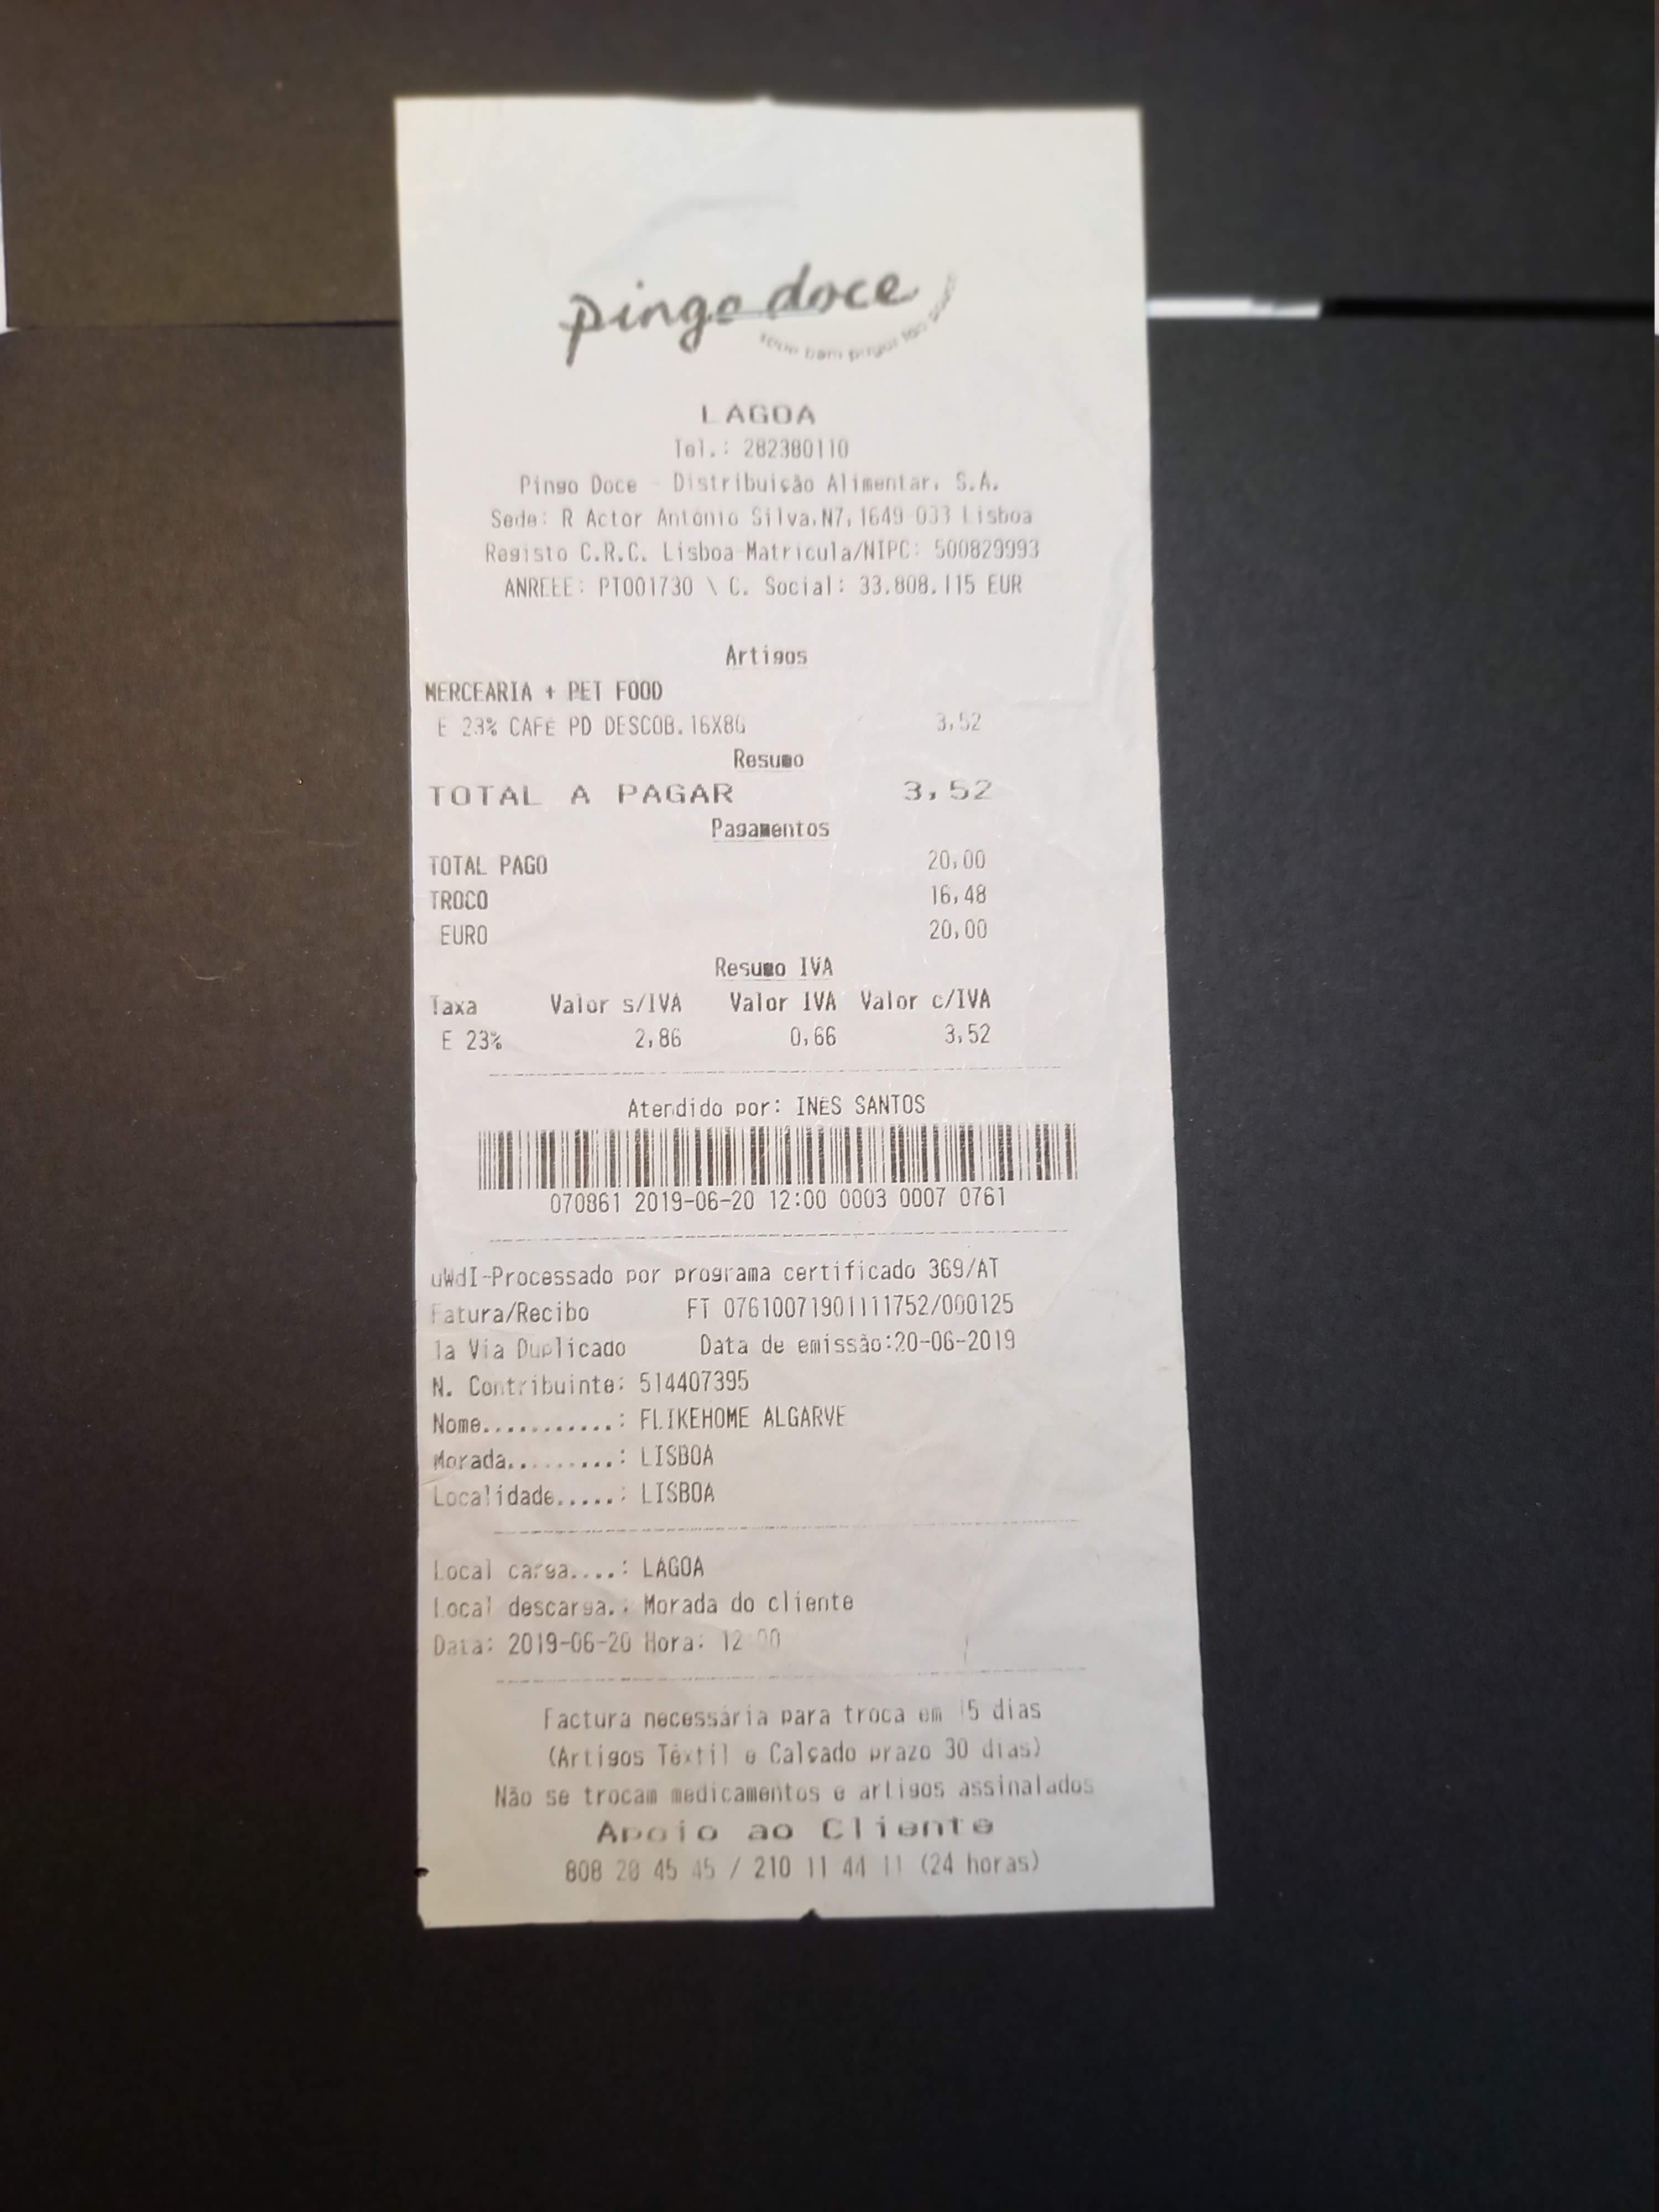 pingo doce
LAGOA
Tel.: 282380110
Pingo Doce - Distribuição Alimentar, S.A.
Sede: R Actor António Silva,N7,1649-033 Lisboa
Registo C.R.C. Lisboa-Matricula/NIPC: 500829993
ANREEE: PT001730 \ C. Social: 33.808.115 EUR
Artigos
MERCEARIA + PET FOOD
E 23% CAFÉ PD DESCOB.16X8G 3,52
Resumo
TOTAL A PAGAR 3,52
Pagamentos
TOTAL PAGO 20,00
TROCO 16,48
EURO 20,00
Resumo IVA
Taxa Valor s/IVA Valor IVA Valor c/IVA
E 23% 2,86 0,66 3,52
Atendido por: INÊS SANTOS
070861 2019-06-20 12:00 0003 0007 0761
uWdI-Processado por programa certificado 369/AT
Fatura/Recibo FT 07610071901111752/000125
1a Via Duplicado Data de emissão:20-06-2019
N. Contribuinte: 514407395
Nome...........: FLIKEHOME ALGARVE
Morada.........: LISBOA
Localidade.....: LISBOA
Local carga....: LAGOA
Local descarga.: Morada do cliente
Data: 2019-06-20 Hora: 12:00
Factura necessária para troca em 15 dias
(Artigos Têxtil e Calçado prazo 30 dias)
Não se trocam medicamentos e artigos assinalados
Apoio ao Cliente
808 20 45 45 / 210 11 44 11 (24 horas)